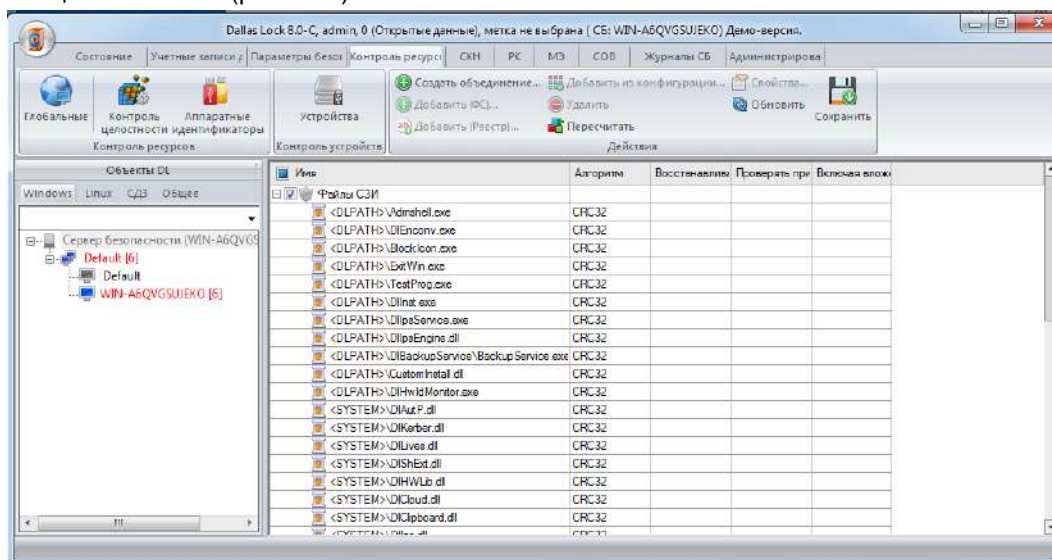 Dallas Lock 8.0-C, admin, 0 (Открытые данные), метка не выбрана ( СБ: WIN-A6QVGSUJEKO) Демо-версия.
Состояние Учетные записи Параметры безоп Контроль ресурс СКН РК МЭ СОВ Журналы СБ Администрирова
Глобальные
Контроль целостности
Аппаратные идентификаторы
Контроль ресурсов
Устройства
Контроль устройств
Создать объединение...
Добавить (ФС)...
Добавить (Реестр)...
Добавить из конфигурации...
Удалить
Пересчитать
Свойства...
Обновить
Сохранить
Действия
Объекты DL
Windows Linux СДЗ Общее
Сервер безопасности (WIN-A6QVGS
Default [6]
Default
WIN-A6QVGSUJEKO [6]
Имя Алгоритм Восстанавлива Проверять при Включая влож
Файлы СЗИ
<DLPATH>\Admshell.exe CRC32
<DLPATH>\DlEnconv.exe CRC32
<DLPATH>\BlockIcon.exe CRC32
<DLPATH>\ExitWin.exe CRC32
<DLPATH>\TestProg.exe CRC32
<DLPATH>\DlInst.exe CRC32
<DLPATH>\DlIpsService.exe CRC32
<DLPATH>\DlIpsEngine.dll CRC32
<DLPATH>\DlBackupService\BackupService.exe CRC32
<DLPATH>\CustomInstall.dll CRC32
<DLPATH>\DlHwIdMonitor.exe CRC32
<SYSTEM>\DlAutP.dll CRC32
<SYSTEM>\DlKerber.dll CRC32
<SYSTEM>\DlLives.dll CRC32
<SYSTEM>\DlShExt.dll CRC32
<SYSTEM>\DlHWLib.dll CRC32
<SYSTEM>\DlCloud.dll CRC32
<SYSTEM>\DlClipboard.dll CRC32